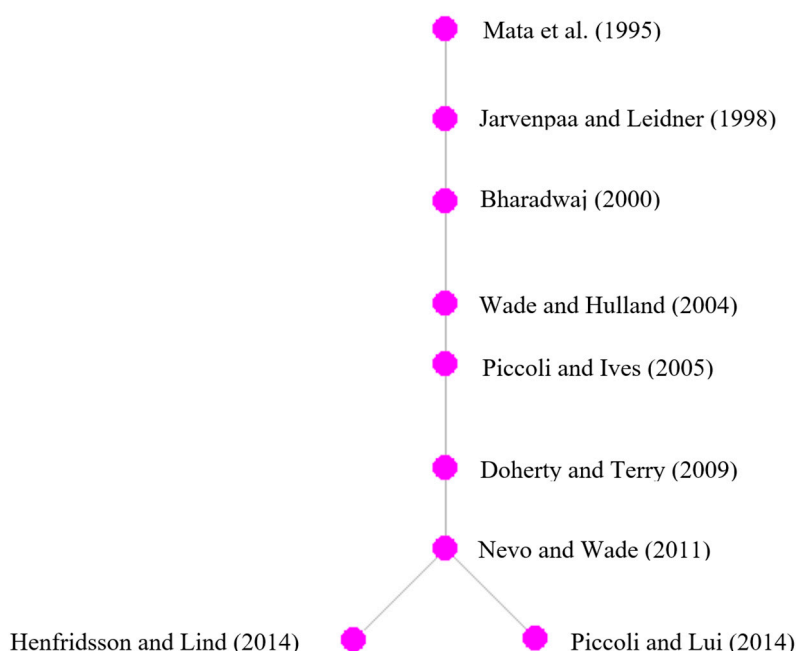 Mata et al. (1995)
Jarvenpaa and Leidner (1998)
Bharadwaj (2000)
Wade and Hulland (2004)
Piccoli and Ives (2005)
Doherty and Terry (2009)
Nevo and Wade (2011)
Henfridsson and Lind (2014)
Piccoli and Lui (2014)